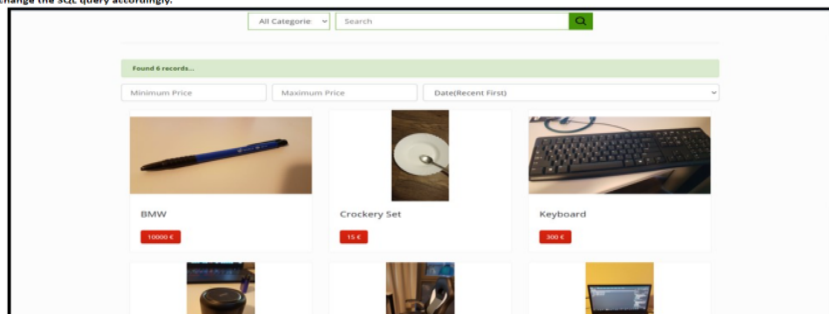 change the SQL query accordingly.
All Categorie Search
Found 6 records...
Minimum Price Maximum Price Date(Recent First)
BMW Crockery Set Keyboard
10000 € 15 € 300 €